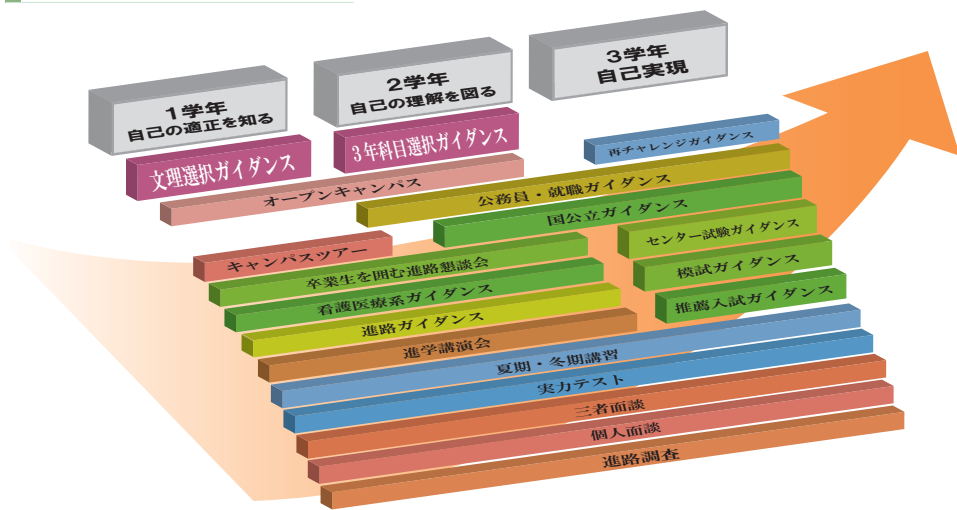 1学年
自己の適正を知る
2学年
自己の理解を図る
3学年
自己実現
文理選択ガイダンス
3年科目選択ガイダンス
再チャレンジガイダンス
オープンキャンパス
公務員・就職ガイダンス
国公立ガイダンス
キャンパスツアー
センター試験ガイダンス
卒業生を囲む進路懇談会
模試ガイダンス
看護医療系ガイダンス
推薦入試ガイダンス
進路ガイダンス
進学講演会
夏期・冬期講習
実力テスト
三者面談
個人面談
進路調査